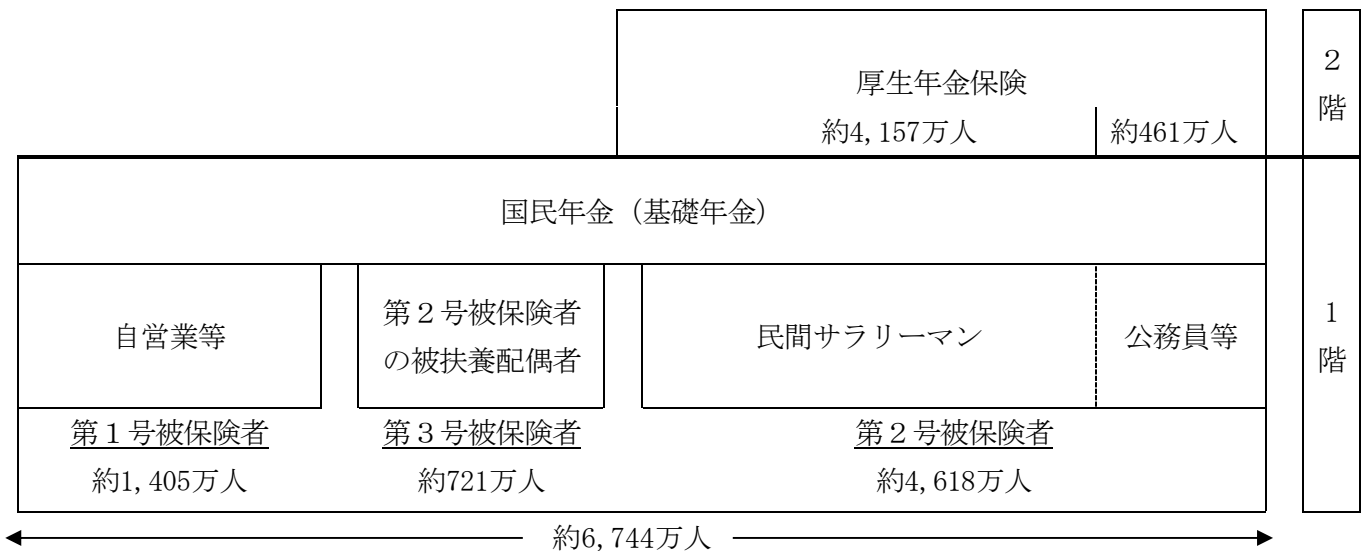 厚生年金保険
約4,157万人
約461万人
2
階
国民年金(基礎年金)
自営業等
第2号被保険者
の被扶養配偶者
民間サラリーマン
公務員等
1
階
第1号被保険者
第3号被保険者
第2号被保険者
約1,405万人
約721万人
約4,618万人
約6,744万人